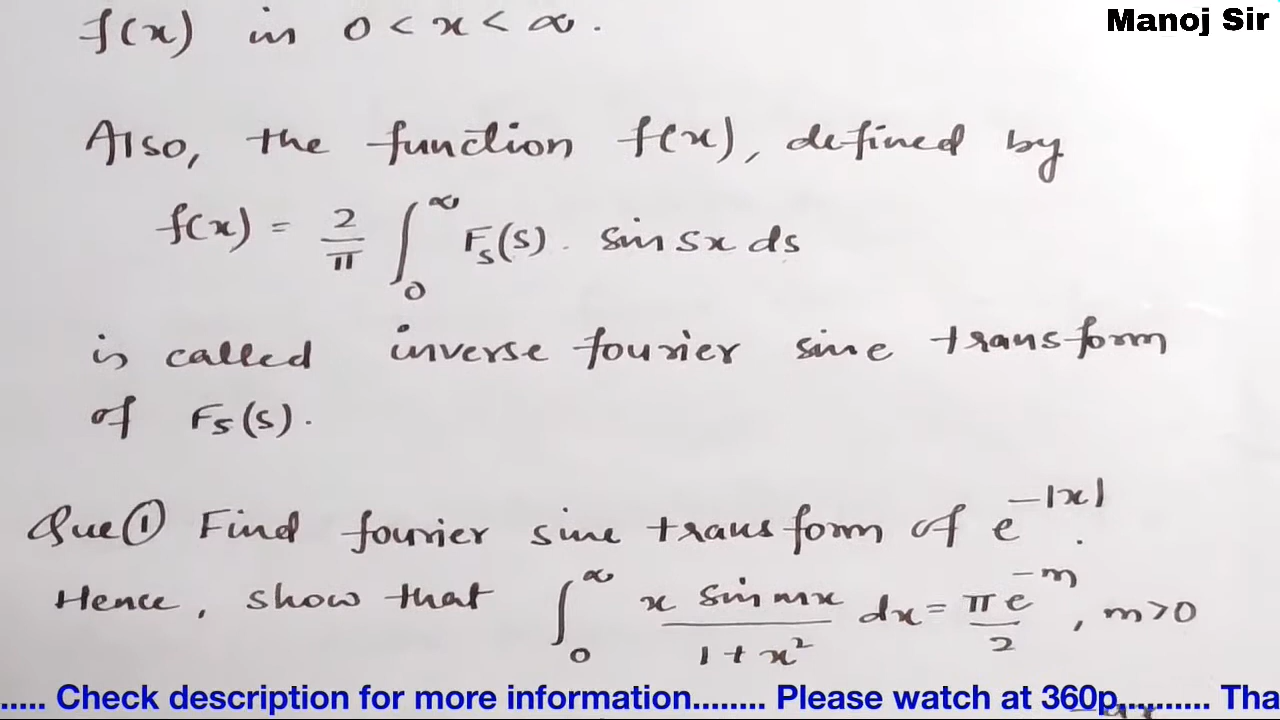 Manoj Sir
f(x) in 0 < x < ∞.
Also, the function f(x), defined by
f(x) = 2/π ∫₀^∞ Fs(s). sin sx ds
is called inverse fourier sine transform
of Fs(s).
Que ① Find fourier sine transform of e^-|x|.
Hence, show that ∫₀^∞ x sin mx / 1 + x² dx = π e^-m / 2, m>0
..... Check description for more information........ Please watch at 360p.......... Tha